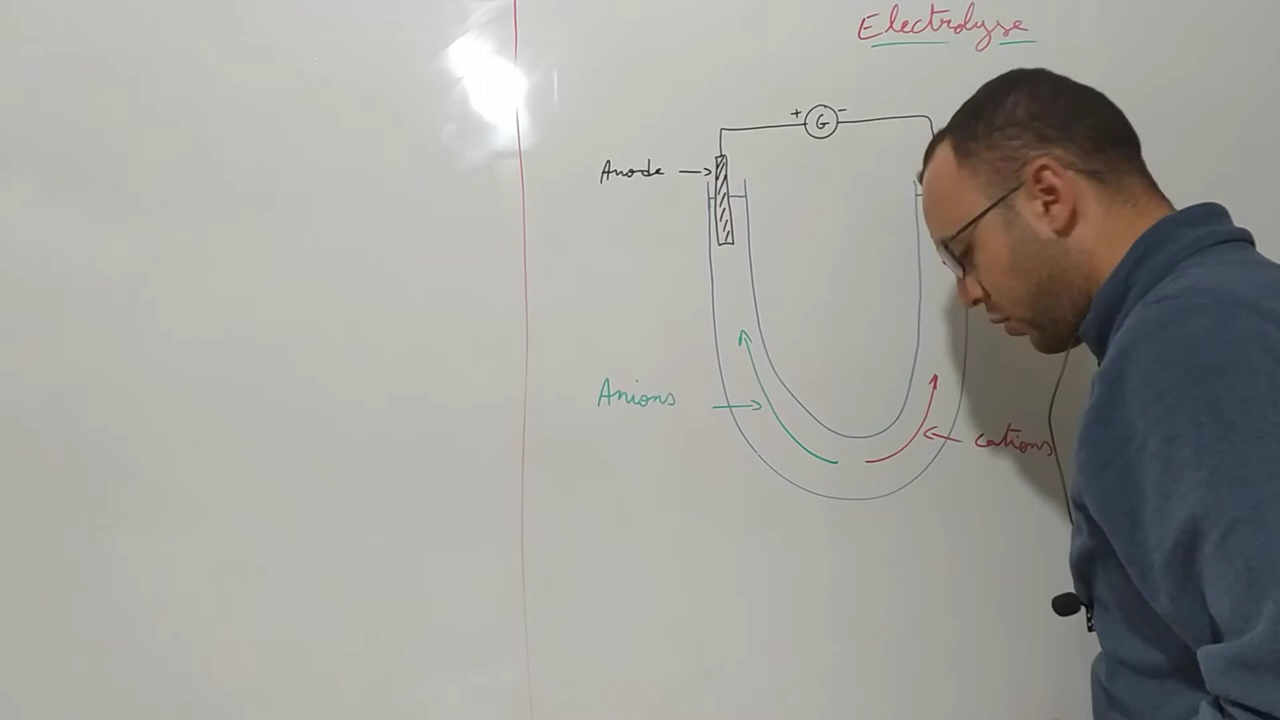 Electrolyse
+ G -
Anode
Anions
cations